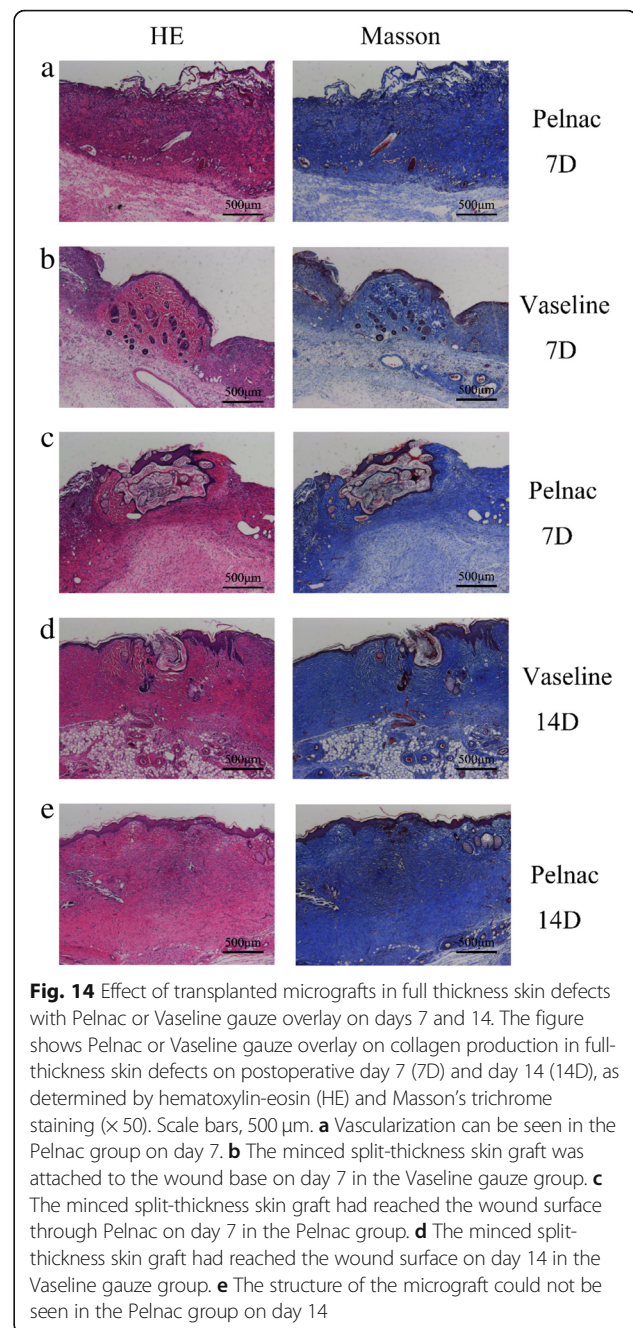 HE Masson
a
Pelnac
7D
500μm 500μm
b
Vaseline
7D
500μm 500μm
c
Pelnac
7D
500μm 500μm
d
Vaseline
14D
500μm 500μm
e
Pelnac
14D
500μm 500μm
Fig. 14 Effect of transplanted micrografts in full thickness skin defects
with Pelnac or Vaseline gauze overlay on days 7 and 14. The figure
shows Pelnac or Vaseline gauze overlay on collagen production in full-
thickness skin defects on postoperative day 7 (7D) and day 14 (14D), as
determined by hematoxylin-eosin (HE) and Masson's trichrome
staining (× 50). Scale bars, 500 μm. a Vascularization can be seen in the
Pelnac group on day 7. b The minced split-thickness skin graft was
attached to the wound base on day 7 in the Vaseline gauze group. c
The minced split-thickness skin graft had reached the wound surface
through Pelnac on day 7 in the Pelnac group. d The minced split-
thickness skin graft had reached the wound surface on day 14 in the
Vaseline gauze group. e The structure of the micrograft could not be
seen in the Pelnac group on day 14